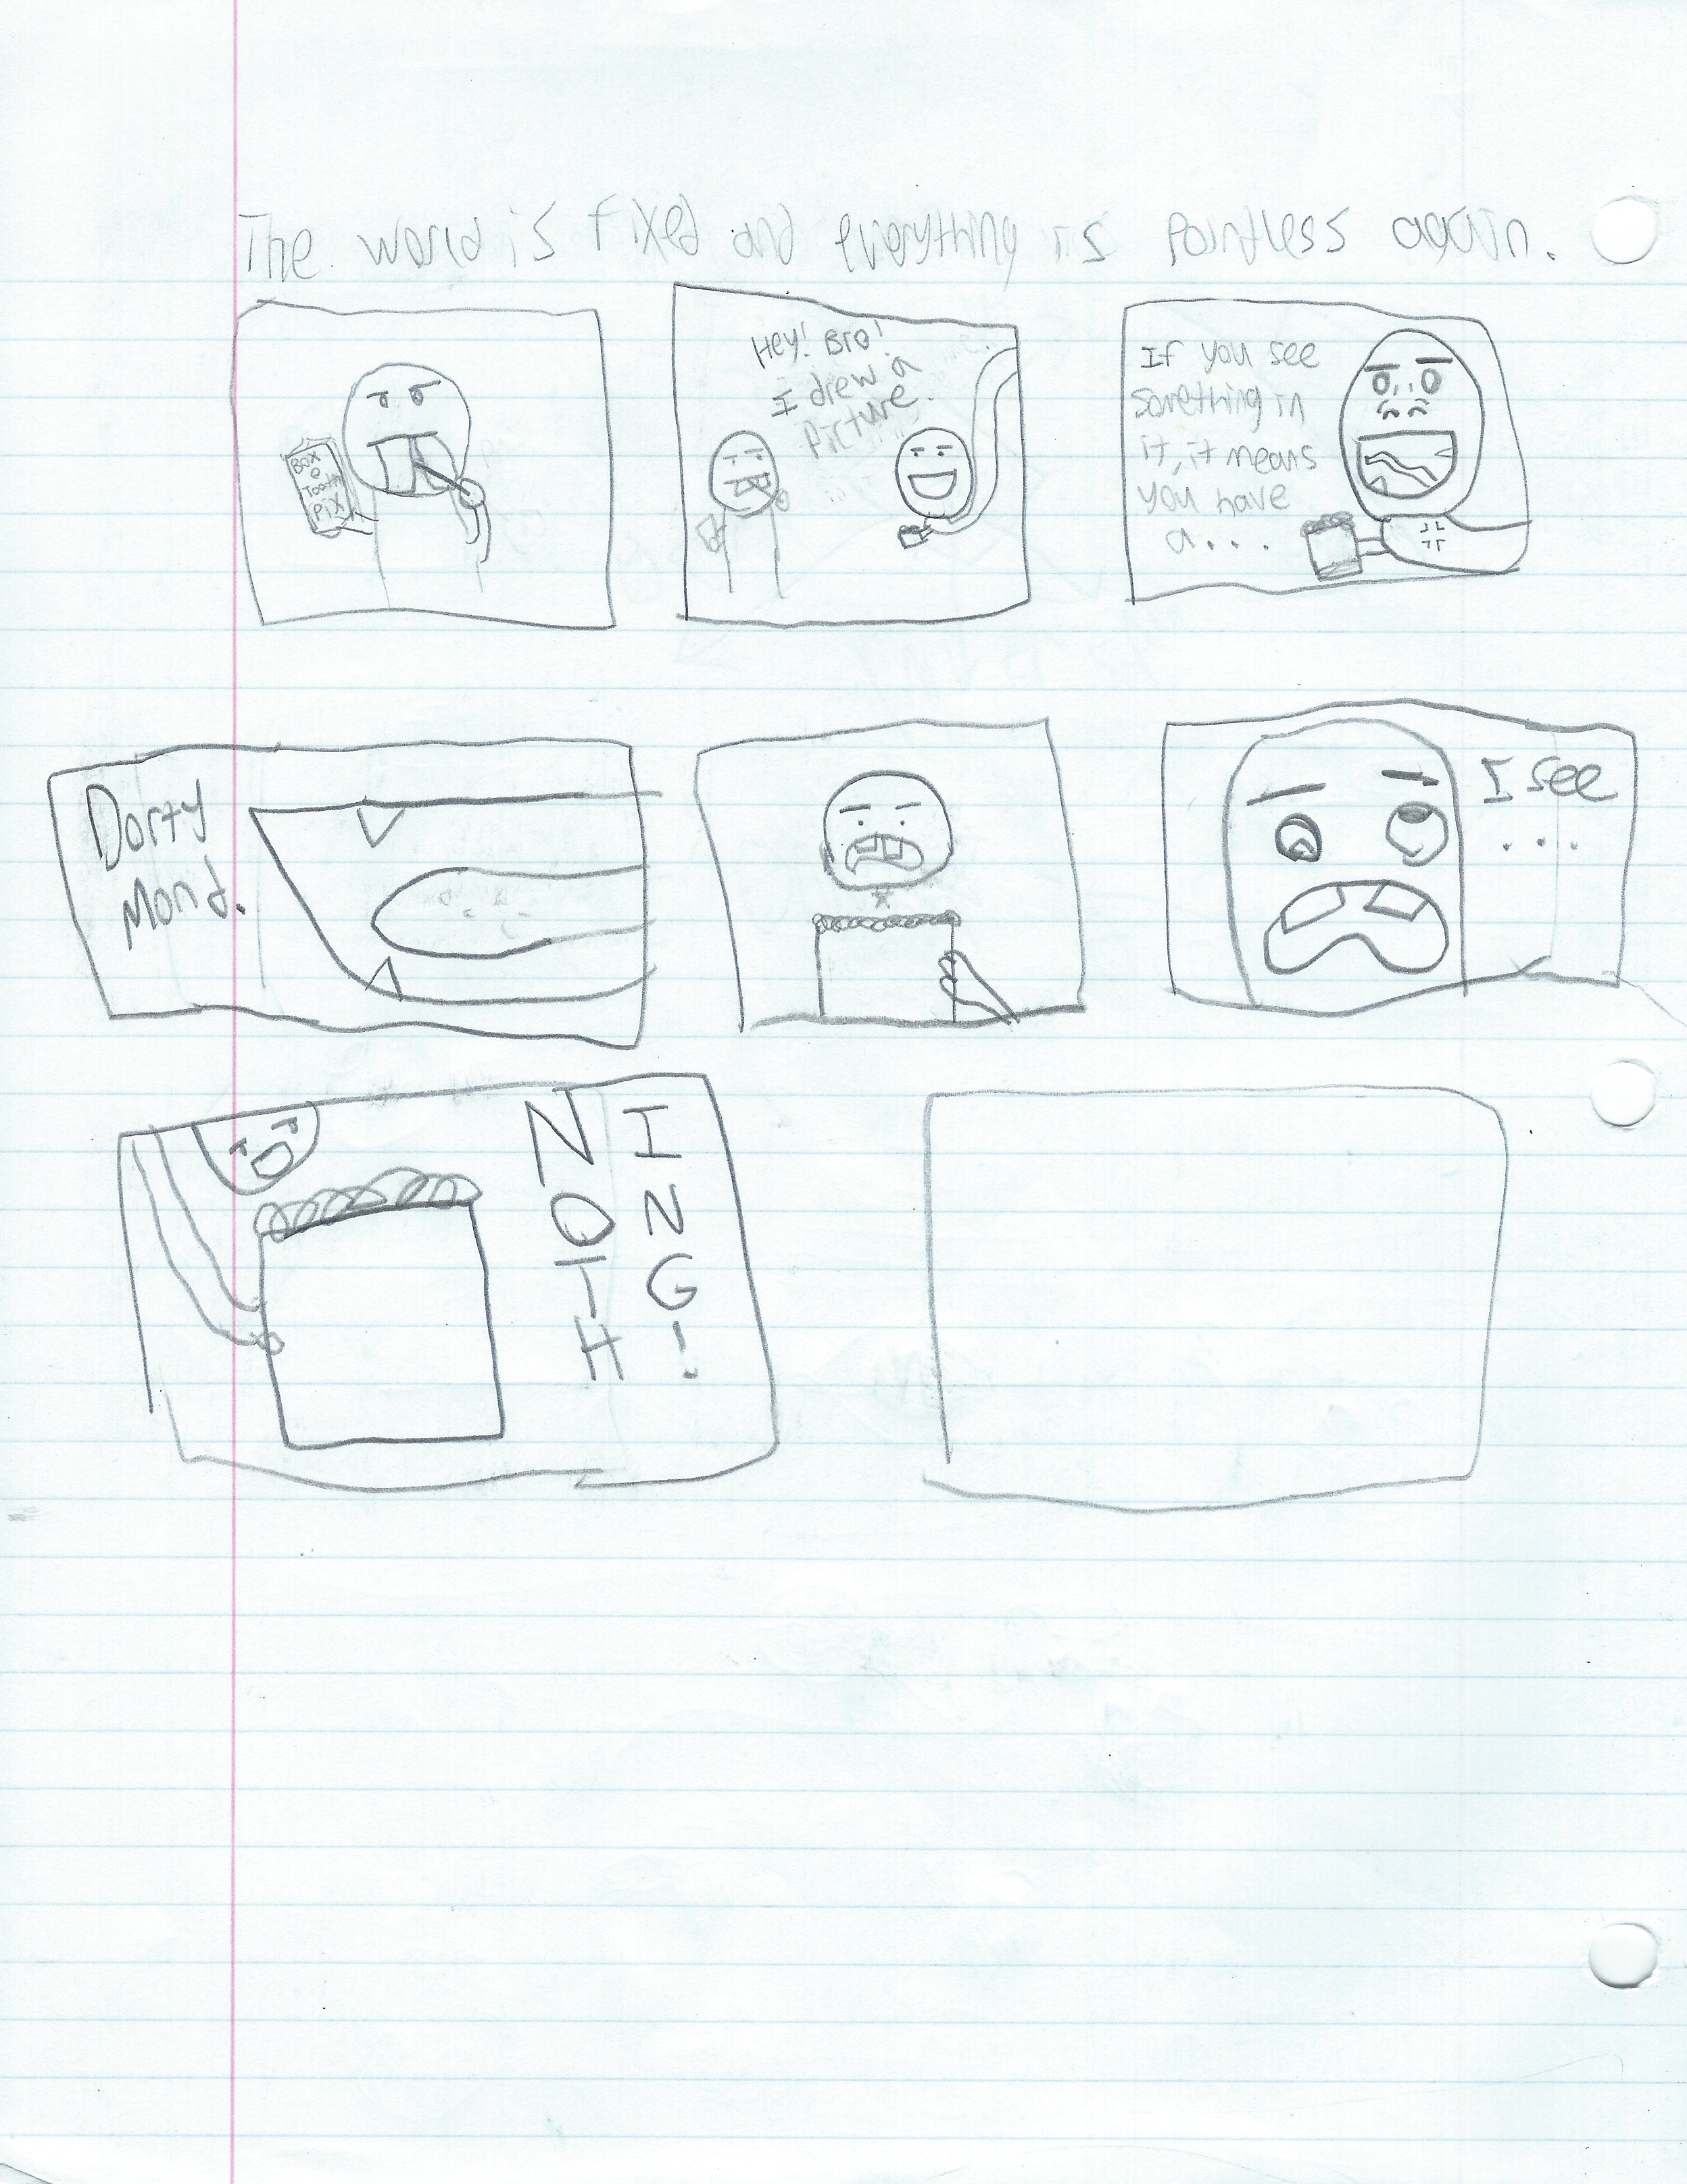 The world is fixed and everything is pointless again.
Box
o
Tooth
Pix
Hey! Bro!
I drew a
picture.
If you see
something in
it, it means
you have
a...
Dorty
Mond.
I see
...
NOTH
ING!